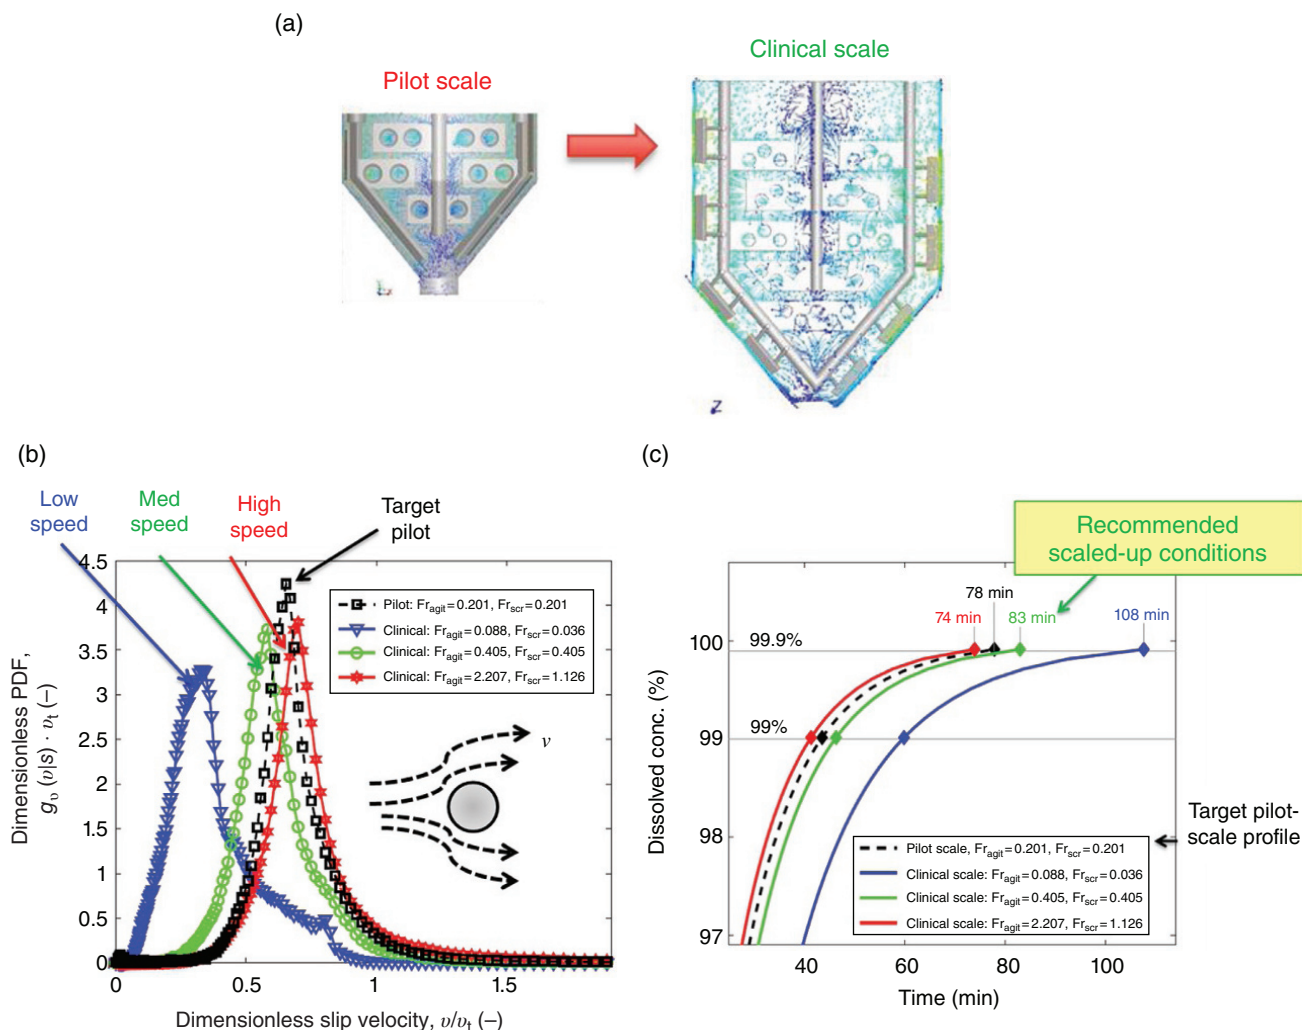 (a)
Pilot scale
Clinical scale
Z
(b)
Low
speed
Med
speed
High
speed
Target
pilot
Dimensionless PDF,
g_v (υ|s) · υ_t (–)
4.5
4
3.5
3
2.5
2
1.5
1
0.5
0
Pilot: Fr_agit=0.201, Fr_scr=0.201
Clinical: Fr_agit=0.088, Fr_scr=0.036
Clinical: Fr_agit=0.405, Fr_scr=0.405
Clinical: Fr_agit=2.207, Fr_scr=1.126
v
0
0.5
1
1.5
Dimensionless slip velocity, υ/υ_t (–)
(c)
Recommended
scaled-up conditions
78 min
74 min
83 min
108 min
99.9%
99%
Dissolved conc. (%)
100
99
98
97
Target pilot-
scale profile
Pilot scale, Fr_agit=0.201, Fr_scr=0.201
Clinical scale: Fr_agit=0.088, Fr_scr=0.036
Clinical scale: Fr_agit=0.405, Fr_scr=0.405
Clinical scale: Fr_agit=2.207, Fr_scr=1.126
40
60
80
100
Time (min)